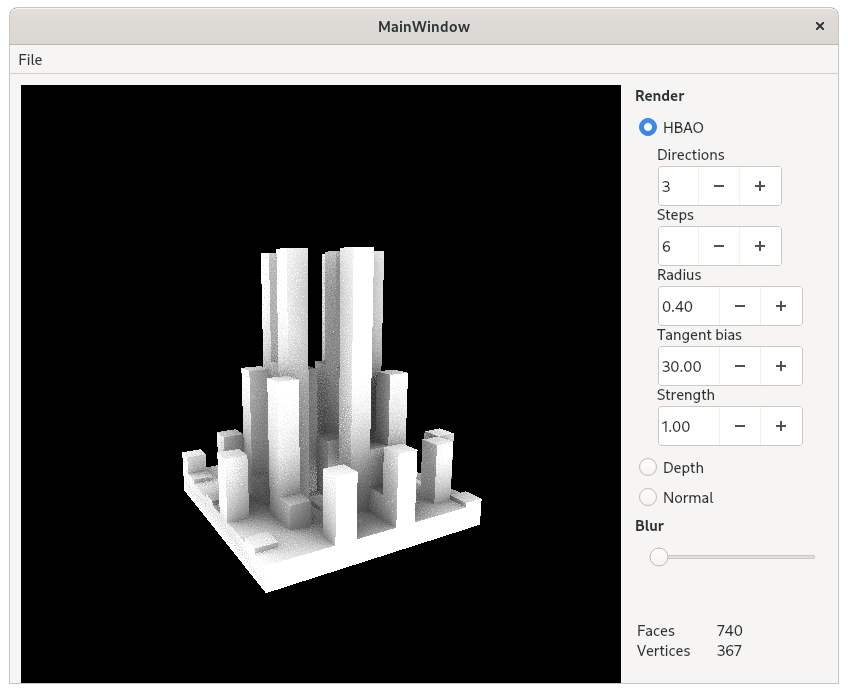 MainWindow ×
File
Render
HBAO
Directions
3 − +
Steps
6 − +
Radius
0.40 − +
Tangent bias
30.00 − +
Strength
1.00 − +
Depth
Normal
Blur
Faces 740
Vertices 367